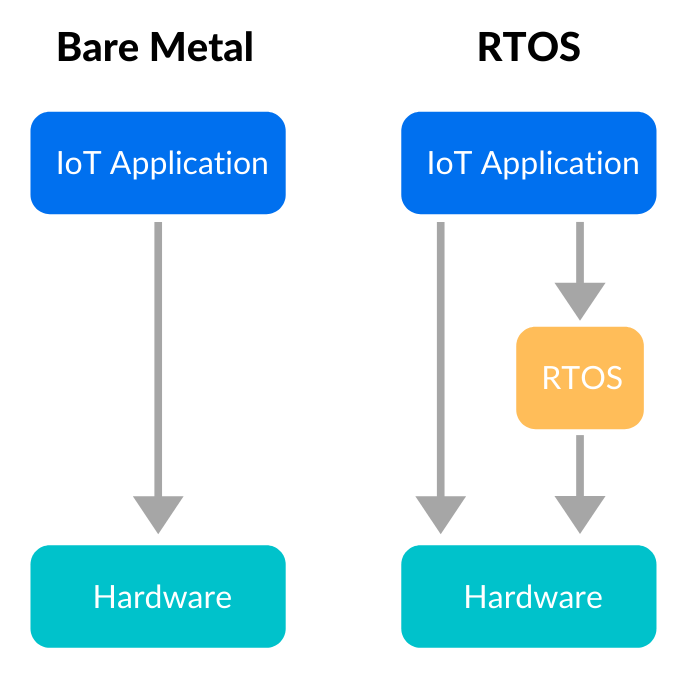 Bare Metal
RTOS
IoT Application
IoT Application
RTOS
Hardware
Hardware